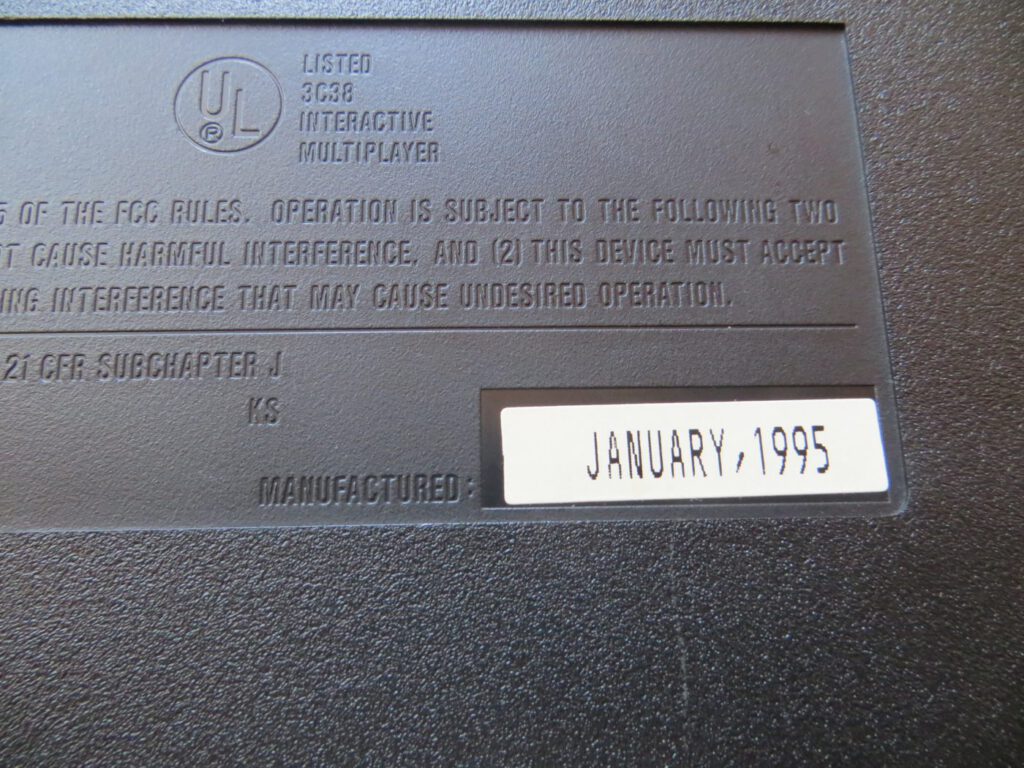 UL
®
LISTED
3C38
INTERACTIVE
MULTIPLAYER
5 OF THE FCC RULES. OPERATION IS SUBJECT TO THE FOLLOWING TWO
T CAUSE HARMFUL INTERFERENCE, AND (2) THIS DEVICE MUST ACCEPT
ING INTERFERENCE THAT MAY CAUSE UNDESIRED OPERATION.
21 CFR SUBCHAPTER J
KS
MANUFACTURED: JANUARY,1995